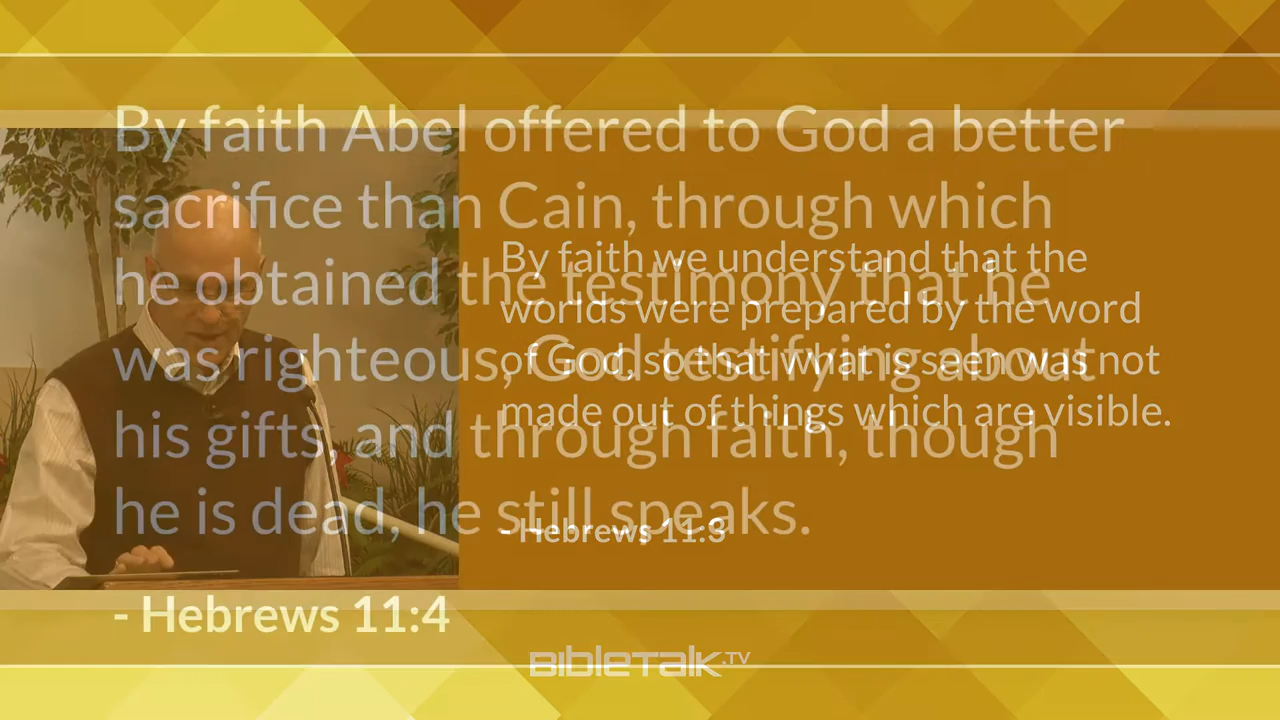 By faith Abel offered to God a better
sacrifice than Cain, through which
he obtained the testimony that he
was righteous, God testifying about
his gifts, and through faith, though
he is dead, he still speaks.
- Hebrews 11:4
By faith we understand that the
worlds were prepared by the word
of God, so that what is seen was not
made out of things which are visible.
- Hebrews 11:3
BIBLETALK.TV